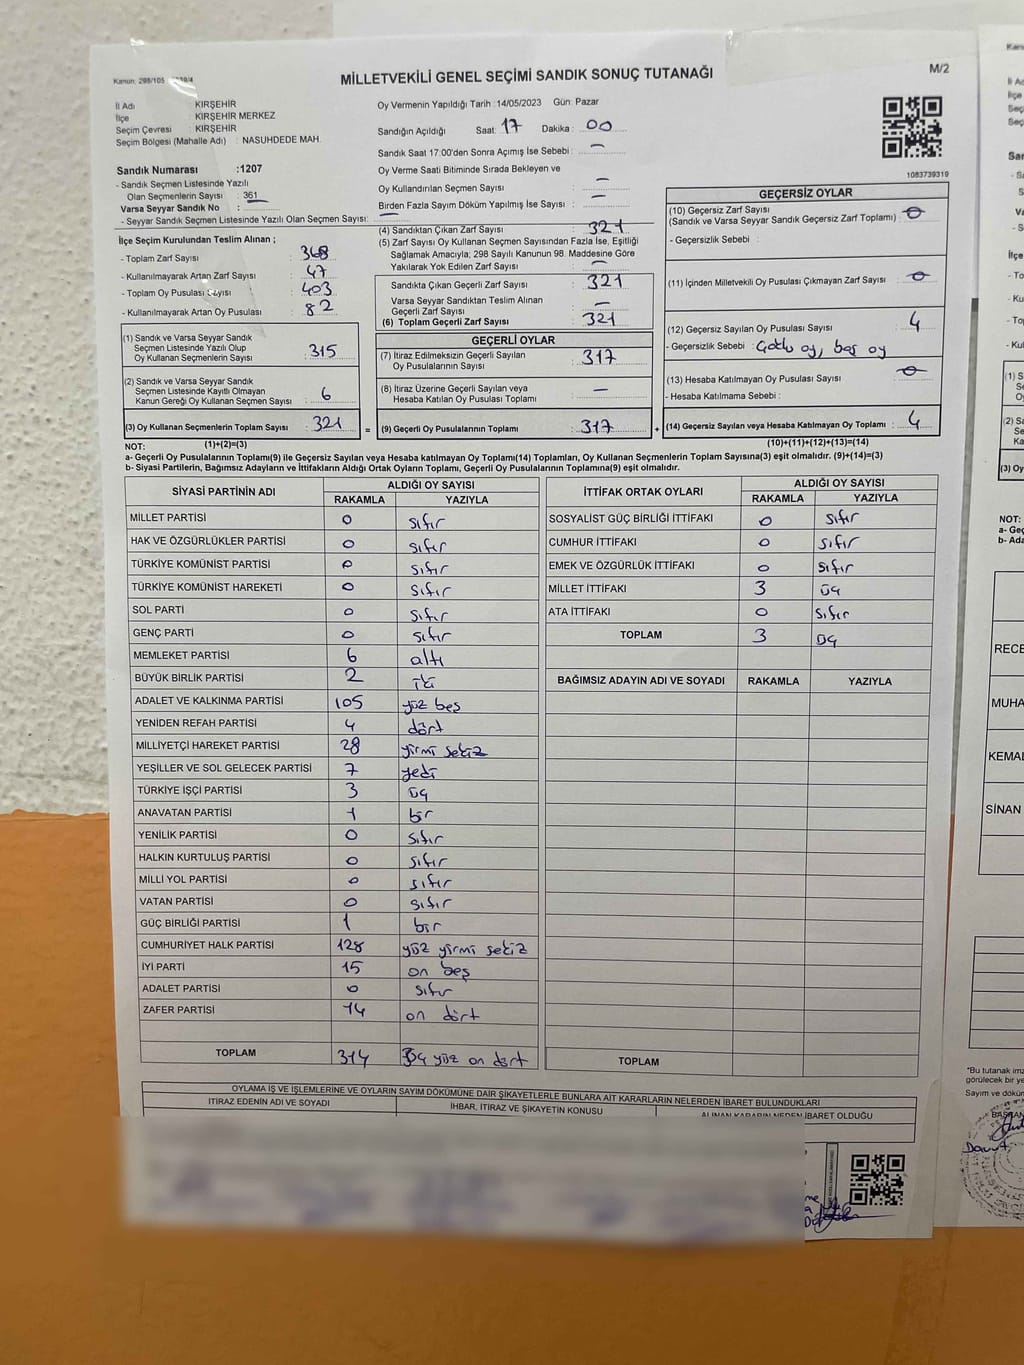 Kanun: 298/105
MİLLETVEKİLİ GENEL SEÇİMİ SANDIK SONUÇ TUTANAĞI
M/2
İl Adı KIRŞEHİR
İlçe KIRŞEHİR MERKEZ
Seçim Çevresi KIRŞEHİR
Seçim Bölgesi (Mahalle Adı) : NASUHDEDE MAH.
Sandık Numarası :1207
- Sandık Seçmen Listesinde Yazılı
Olan Seçmenlerin Sayısı : 361
Varsa Seyyar Sandık No :
- Seyyar Sandık Seçmen Listesinde Yazılı Olan Seçmen Sayısı: —
Oy Vermenin Yapıldığı Tarih :14/05/2023 Gün: Pazar
Sandığın Açıldığı Saat: 17 Dakika : 00
Sandık Saat 17:00'den Sonra Açımış İse Sebebi : —
Oy Verme Saati Bitiminde Sırada Bekleyen ve
Oy Kullandırılan Seçmen Sayısı : —
Birden Fazla Sayım Döküm Yapılmış İse Sayısı : —
1083739319
İlçe Seçim Kurulundan Teslim Alınan ;
- Toplam Zarf Sayısı : 368
- Kullanılmayarak Artan Zarf Sayısı : 47
- Toplam Oy Pusulası Sayısı : 403
- Kullanılmayarak Artan Oy Pusulası : 82
(1) Sandık ve Varsa Seyyar Sandık
Seçmen Listesinde Yazılı Olup
Oy Kullanan Seçmenlerin Sayısı : 315
(2) Sandık ve Varsa Seyyar Sandık
Seçmen Listesinde Kayıtlı Olmayan
Kanun Gereği Oy Kullanan Seçmen Sayısı : 6
(3) Oy Kullanan Seçmenlerin Toplam Sayısı : 321
(1)+(2)=(3)
(4) Sandıktan Çıkan Zarf Sayısı : 321
(5) Zarf Sayısı Oy Kullanan Seçmen Sayısından Fazla İse, Eşitliği
Sağlamak Amacıyla; 298 Sayılı Kanunun 98. Maddesine Göre
Yakılarak Yok Edilen Zarf Sayısı : —
Sandıkta Çıkan Geçerli Zarf Sayısı : 321
Varsa Seyyar Sandıktan Teslim Alınan
Geçerli Zarf Sayısı : —
(6) Toplam Geçerli Zarf Sayısı : 321
GEÇERLİ OYLAR
(7) İtiraz Edilmeksizin Geçerli Sayılan
Oy Pusulalarının Sayısı : 317
(8) İtiraz Üzerine Geçerli Sayılan veya
Hesaba Katılan Oy Pusulası Toplamı : —
= (9) Geçerli Oy Pusulalarının Toplamı : 317
GEÇERSİZ OYLAR
(10) Geçersiz Zarf Sayısı
(Sandık ve Varsa Seyyar Sandık Geçersiz Zarf Toplamı) : 0
- Geçersizlik Sebebi :
(11) İçinden Milletvekili Oy Pusulası Çıkmayan Zarf Sayısı : 0
(12) Geçersiz Sayılan Oy Pusulası Sayısı : 4
- Geçersizlik Sebebi : Çoklu oy, boş oy
(13) Hesaba Katılmayan Oy Pusulası Sayısı : 0
- Hesaba Katılmama Sebebi :
+ (14) Geçersiz Sayılan veya Hesaba Katılmayan Oy Toplamı : 4
(10)+(11)+(12)+(13)=(14)
NOT:
a- Geçerli Oy Pusulalarının Toplamı(9) ile Geçersiz Sayılan ve Hesaba Katılmayan Oy Toplamı(14) Toplamları, Oy Kullanan Seçmenlerin Toplam Sayısına(3) eşit olmalıdır. (9)+(14)=(3)
b- Siyasi Partilerin, Bağımsız Adayların ve İttifakların Aldığı Ortak Oyların Toplamı, Geçerli Oy Pusulalarının Toplamına(9) eşit olmalıdır.
SİYASİ PARTİNİN ADI ALDIĞI OY SAYISI
RAKAMLA YAZIYLA
MİLLET PARTİSİ 0 sıfır
HAK VE ÖZGÜRLÜKLER PARTİSİ 0 sıfır
TÜRKİYE KOMÜNİST PARTİSİ 0 sıfır
TÜRKİYE KOMÜNİST HAREKETİ 0 sıfır
SOL PARTİ 0 sıfır
GENÇ PARTİ 0 sıfır
MEMLEKET PARTİSİ 6 altı
BÜYÜK BİRLİK PARTİSİ 2 iki
ADALET VE KALKINMA PARTİSİ 105 yüz beş
YENİDEN REFAH PARTİSİ 4 dört
MİLLİYETÇİ HAREKET PARTİSİ 28 yirmi sekiz
YEŞİLLER VE SOL GELECEK PARTİSİ 7 yedi
TÜRKİYE İŞÇİ PARTİSİ 3 üç
ANAVATAN PARTİSİ 1 bir
YENİLİK PARTİSİ 0 sıfır
HALKIN KURTULUŞ PARTİSİ 0 sıfır
MİLLİ YOL PARTİSİ 0 sıfır
VATAN PARTİSİ 0 sıfır
GÜÇ BİRLİĞİ PARTİSİ 1 bir
CUMHURİYET HALK PARTİSİ 128 yüz yirmi sekiz
İYİ PARTİ 15 on beş
ADALET PARTİSİ 0 sıfır
ZAFER PARTİSİ 14 on dört
TOPLAM 314 üç yüz on dört
İTTİFAK ORTAK OYLARI ALDIĞI OY SAYISI
RAKAMLA YAZIYLA
SOSYALİST GÜÇ BİRLİĞİ İTTİFAKI 0 sıfır
CUMHUR İTTİFAKI 0 sıfır
EMEK VE ÖZGÜRLÜK İTTİFAKI 0 sıfır
MİLLET İTTİFAKI 3 üç
ATA İTTİFAKI 0 sıfır
TOPLAM 3 üç
BAĞIMSIZ ADAYIN ADI VE SOYADI RAKAMLA YAZIYLA
TOPLAM
OYLAMA İŞ VE İŞLEMLERİNE VE OYLARIN SAYIM DÖKÜMÜNE DAİR ŞİKAYETLERLE BUNLARA AİT KARARLARIN NELERDEN İBARET BULUNDUKLARI
İTİRAZ EDENİN ADI VE SOYADI İHBAR, İTİRAZ VE ŞİKAYETİN KONUSU ALINAN KARARIN NEDEN İBARET OLDUĞU
NOT:
RECE
MUHA
KEMAL
SİNAN
*Bu tutanak imz
görülecek bir ye
Sayım ve döküm